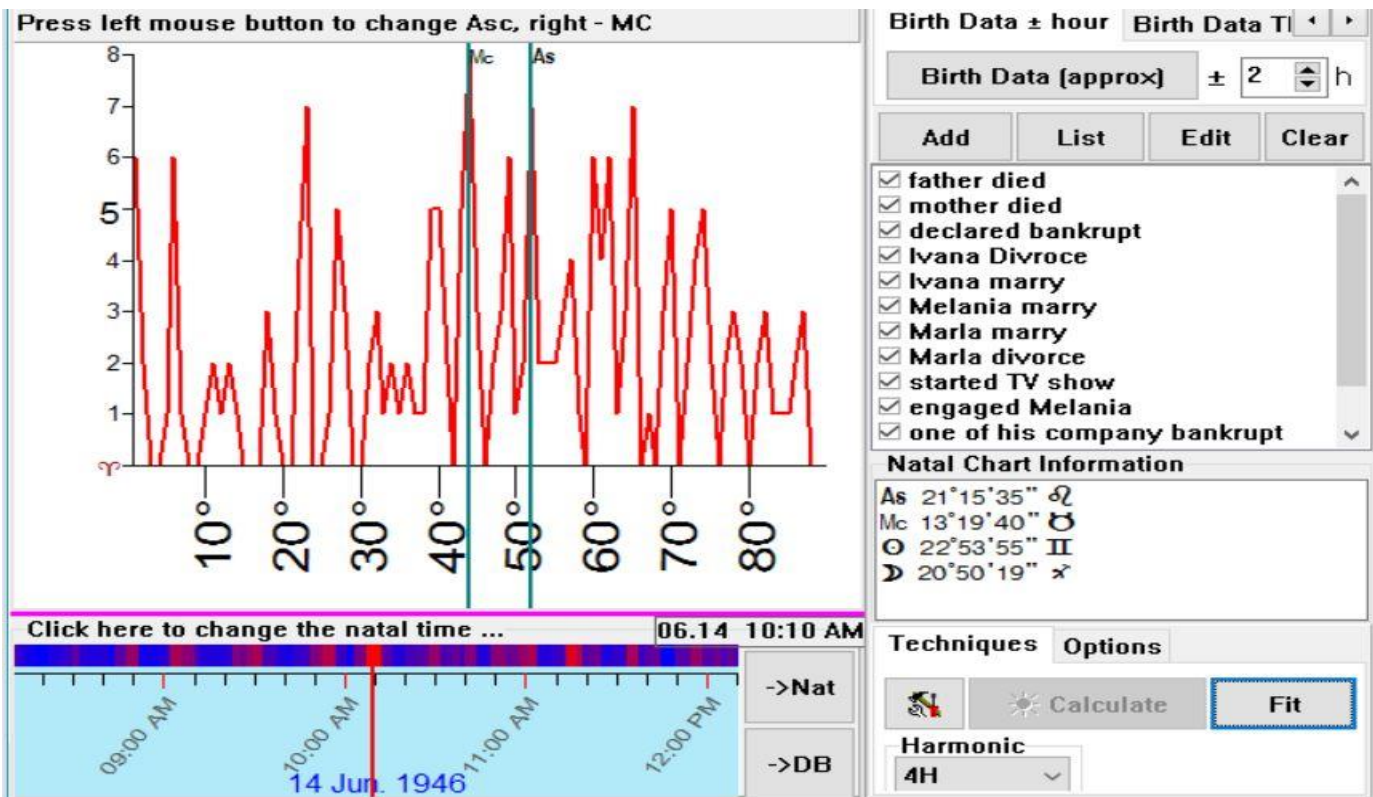 Press left mouse button to change Asc, right - MC
8
Mc
As
7
6
5
4
3
2
1
♈
10°
20°
30°
40°
50°
60°
70°
80°
Click here to change the natal time ...
06.14 10:10 AM
09:00 AM
10:00 AM
11:00 AM
12:00 PM
14 Jun. 1946
->Nat
->DB
Birth Data ± hour
Birth Data
Birth Data (approx)
± 2 h
Add
List
Edit
Clear
father died
mother died
declared bankrupt
Ivana Divroce
Ivana marry
Melania marry
Marla marry
Marla divorce
started TV show
engaged Melania
one of his company bankrupt
Natal Chart Information
As 21°15'35" ♌
Mc 13°19'40" ♉
☉ 22°53'55" ♊
☽ 20°50'19" ♐
Techniques
Options
Calculate
Fit
Harmonic
4H